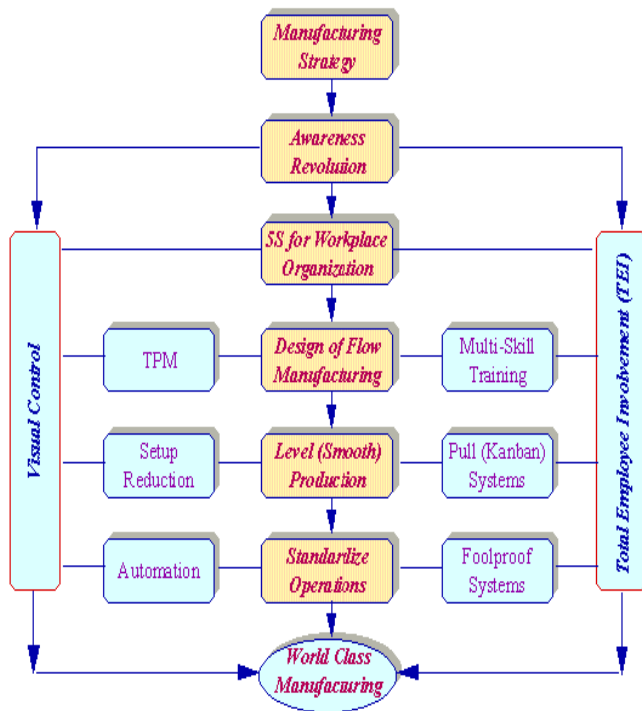 Manufacturing
Strategy
Awareness
Revolution
5S for Workplace
Organization
Visual Control
Total Employee Involvement (TEI)
TPM
Design of Flow
Manufacturing
Multi-Skill
Training
Setup
Reduction
Level (Smooth)
Production
Pull (Kanban)
Systems
Automation
Standardize
Operations
Foolproof
Systems
World Class
Manufacturing